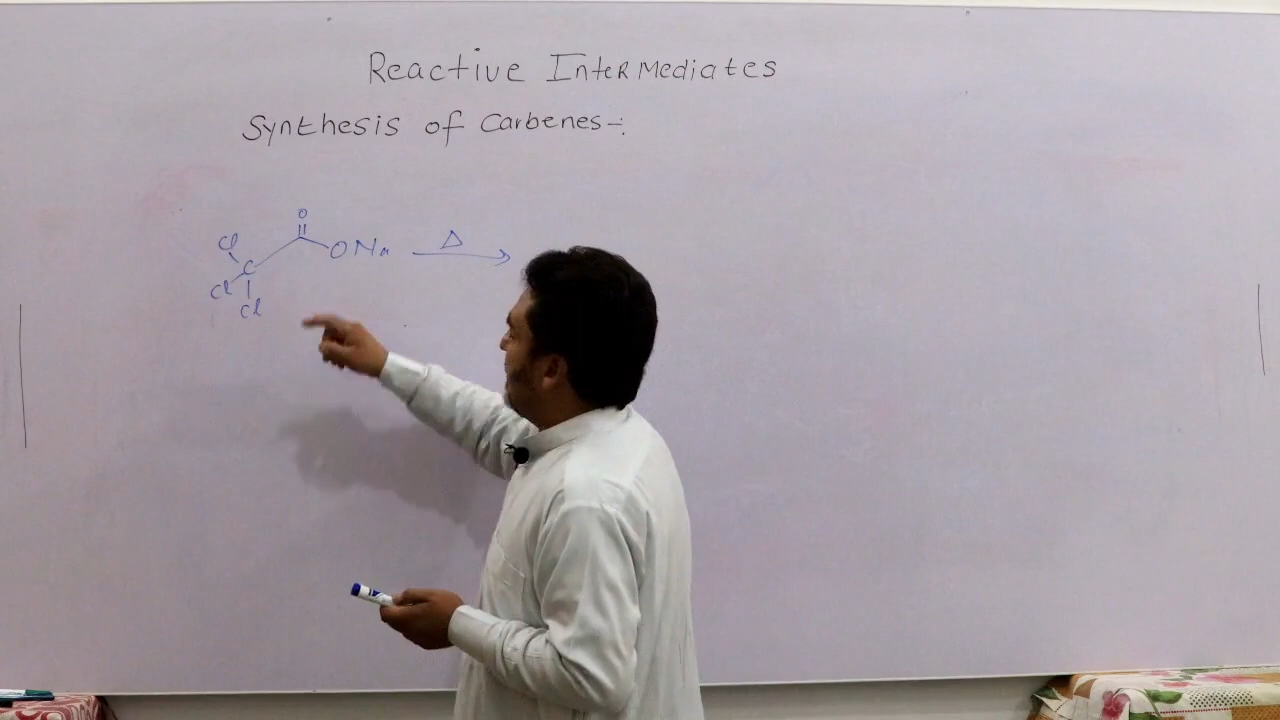 Reactive Intermediates
Synthesis of Carbenes-:
O
Cl
C
ONa
Δ
Cl
Cl